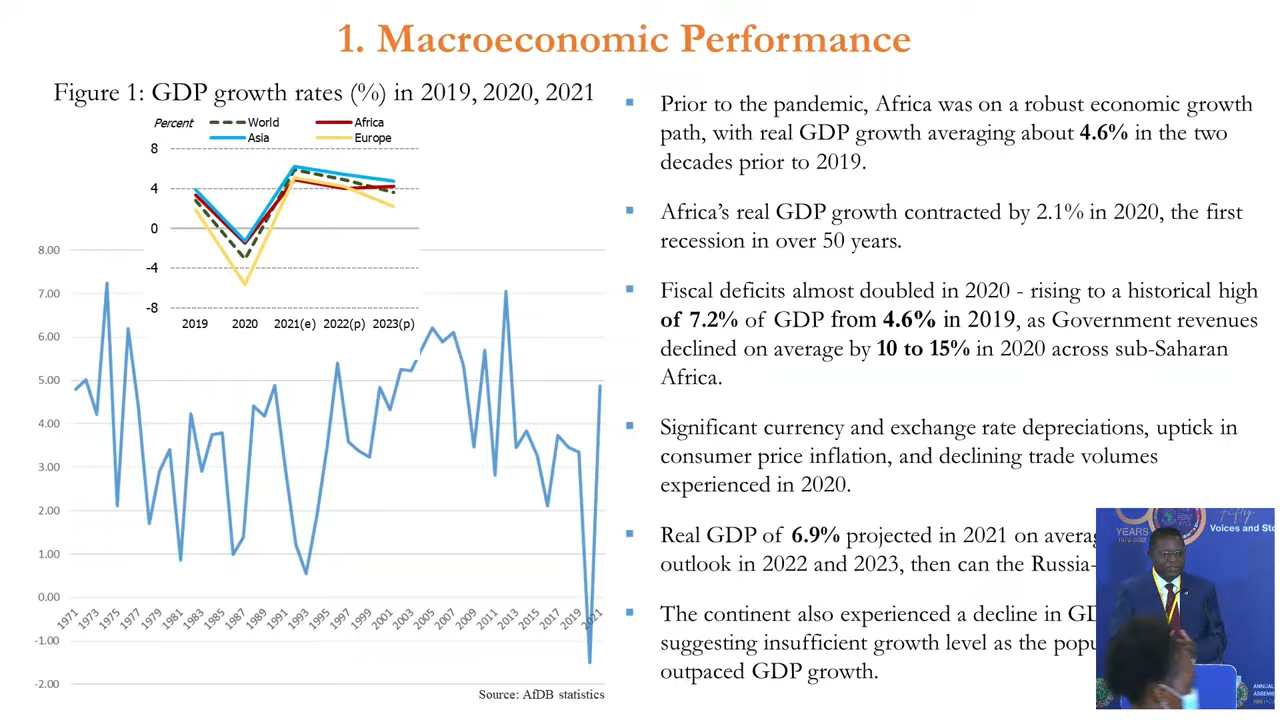 1. Macroeconomic Performance
Figure 1: GDP growth rates (%) in 2019, 2020, 2021
Percent
World
Africa
Asia
Europe
8
4
0
-4
-8
2019 2020 2021(e) 2022(p) 2023(p)
8.00
7.00
6.00
5.00
4.00
3.00
2.00
1.00
0.00
-1.00
-2.00
1971 1973 1975 1977 1979 1981 1983 1985 1987 1989 1991 1993 1995 1997 1999 2001 2003 2005 2007 2009 2011 2013 2015 2017 2019 2021
Source: AfDB statistics
▪ Prior to the pandemic, Africa was on a robust economic growth
path, with real GDP growth averaging about 4.6% in the two
decades prior to 2019.
▪ Africa’s real GDP growth contracted by 2.1% in 2020, the first
recession in over 50 years.
▪ Fiscal deficits almost doubled in 2020 - rising to a historical high
of 7.2% of GDP from 4.6% in 2019, as Government revenues
declined on average by 10 to 15% in 2020 across sub-Saharan
Africa.
▪ Significant currency and exchange rate depreciations, uptick in
consumer price inflation, and declining trade volumes
experienced in 2020.
▪ Real GDP of 6.9% projected in 2021 on averag
outlook in 2022 and 2023, then can the Russia-
▪ The continent also experienced a decline in GD
suggesting insufficient growth level as the popu
outpaced GDP growth.
YEARS
1972-2022
Fifty
Voices and Sto
ANNUAL
ASSEMB